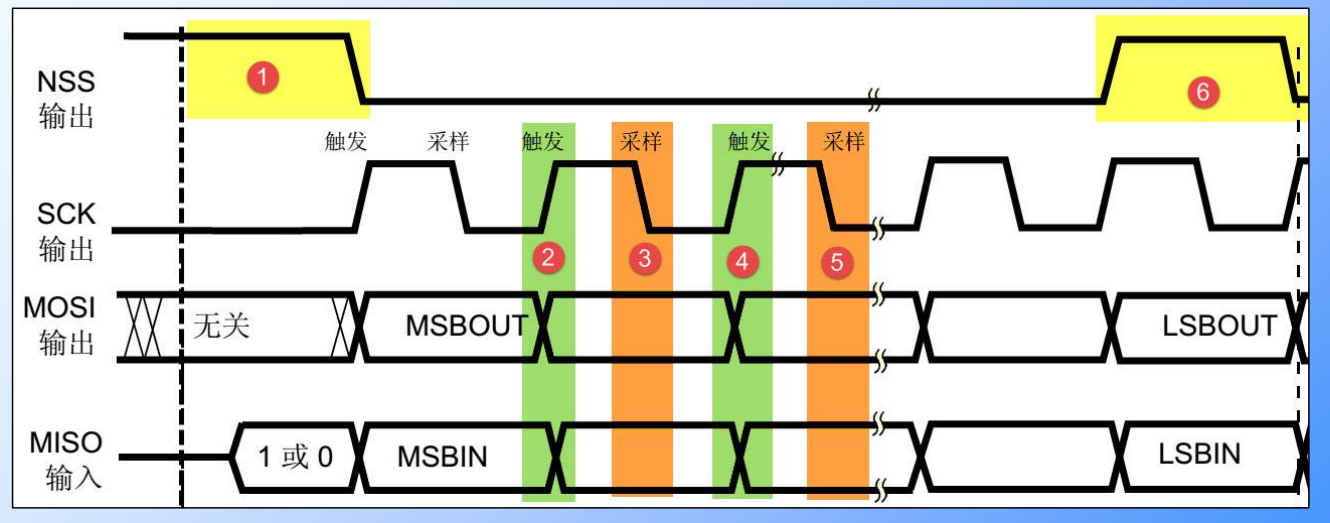 NSS
输出
1
6
触发 采样 触发 采样 触发 采样
SCK
输出
2 3 4 5
MOSI
输出
无关 MSBOUT LSBOUT
MISO
输入
1 或 0 MSBIN LSBIN